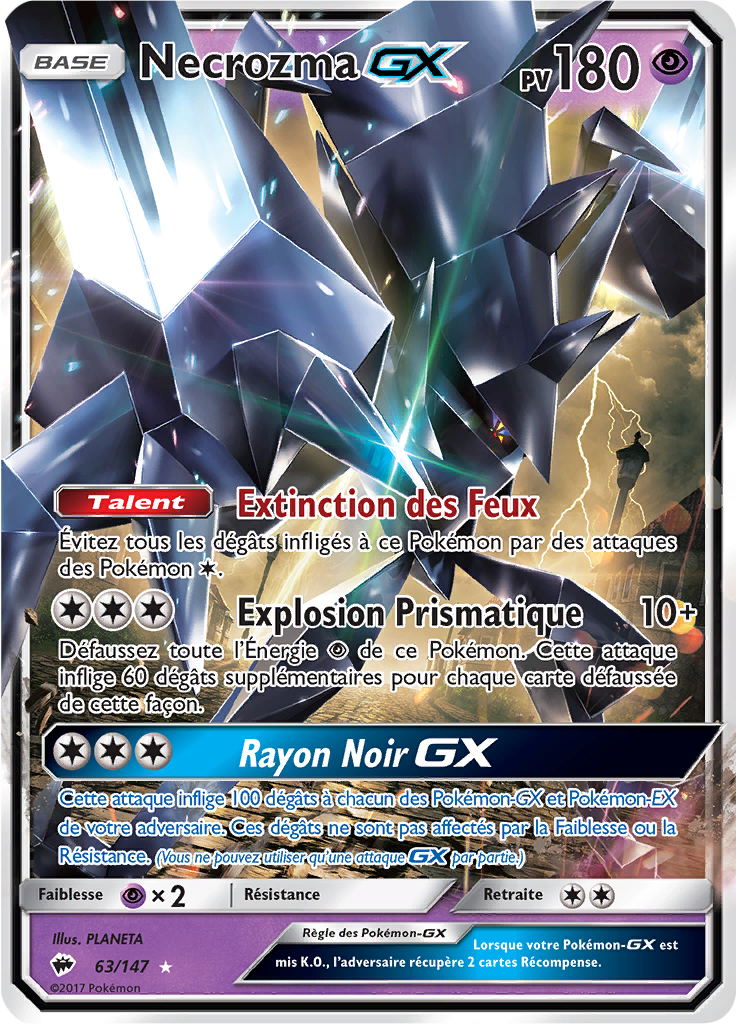 BASE Necrozma GX PV 180
Talent Extinction des Feux
Évitez tous les dégâts infligés à ce Pokémon par des attaques
des Pokémon .
Explosion Prismatique 10+
Défaussez toute l'Énergie de ce Pokémon. Cette attaque
inflige 60 dégâts supplémentaires pour chaque carte défaussée
de cette façon.
Rayon Noir GX
Cette attaque inflige 100 dégâts à chacun des Pokémon-GX et Pokémon-EX
de votre adversaire. Ces dégâts ne sont pas affectés par la Faiblesse ou la
Résistance. (Vous ne pouvez utiliser qu'une attaque GX par partie.)
Faiblesse ×2 Résistance Retraite
Illus. PLANETA
63/147
©2017 Pokémon
Règle des Pokémon-GX
Lorsque votre Pokémon-GX est
mis K.O., l'adversaire récupère 2 cartes Récompense.